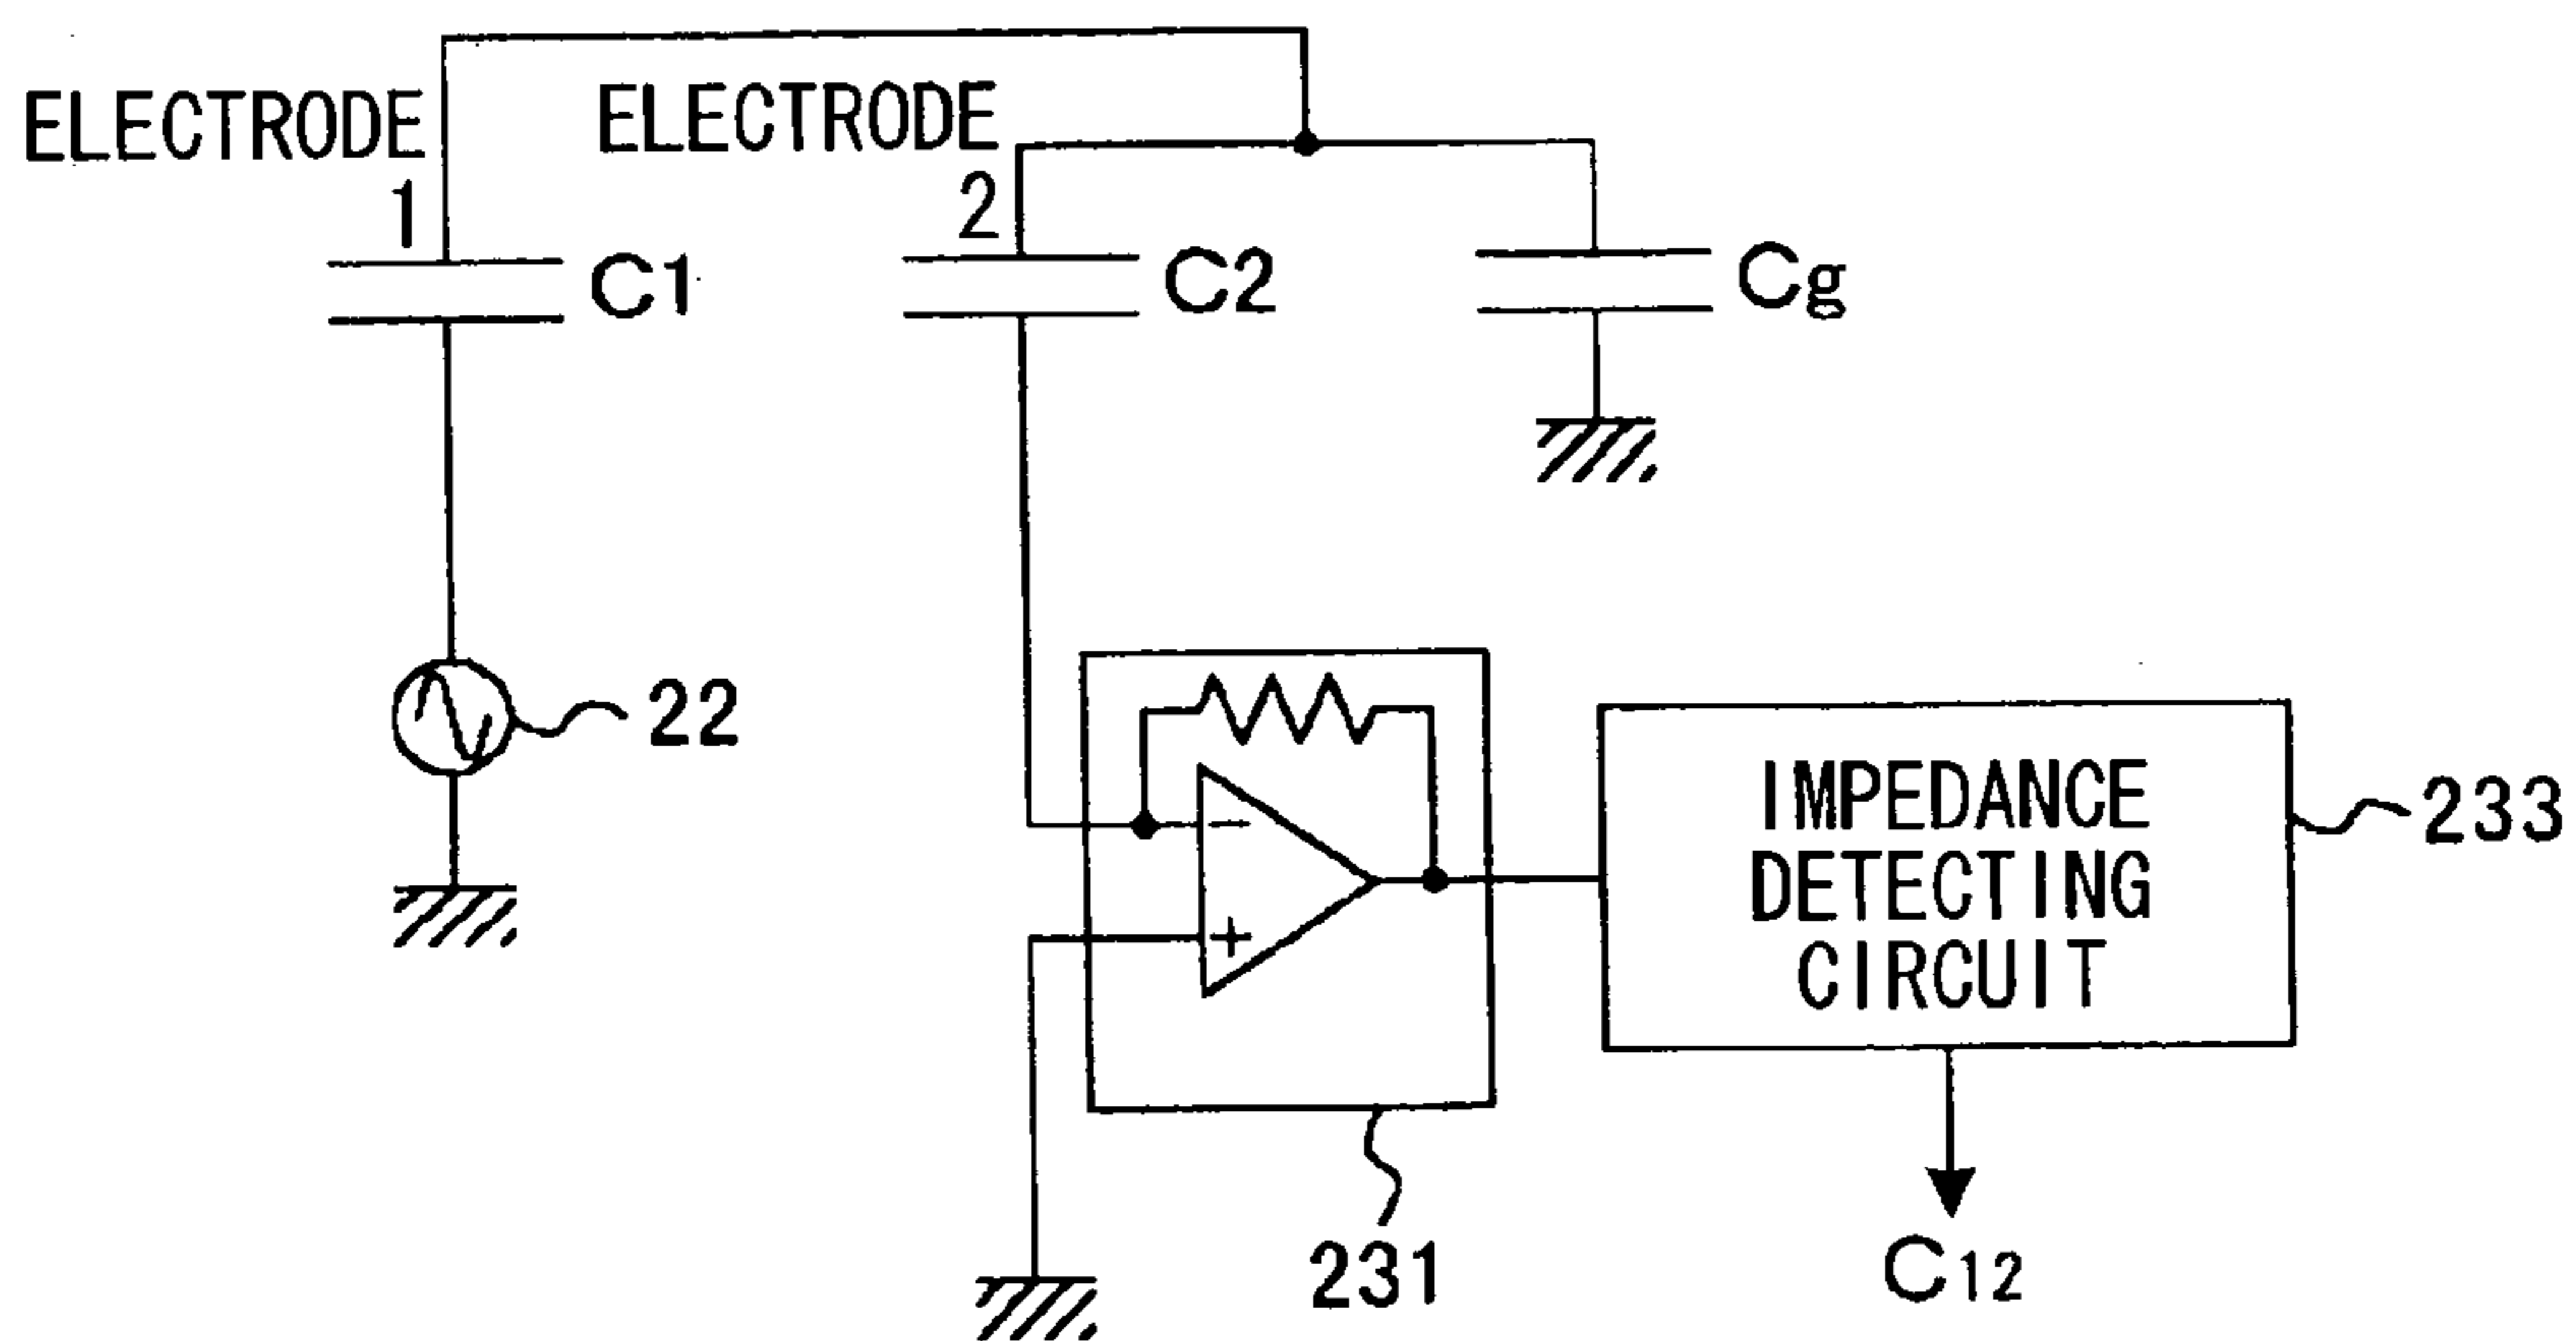 ELECTRODE
1
ELECTRODE
2
C1
C2
Cg
22
−
+
231
IMPEDANCE
DETECTING
CIRCUIT
233
C12